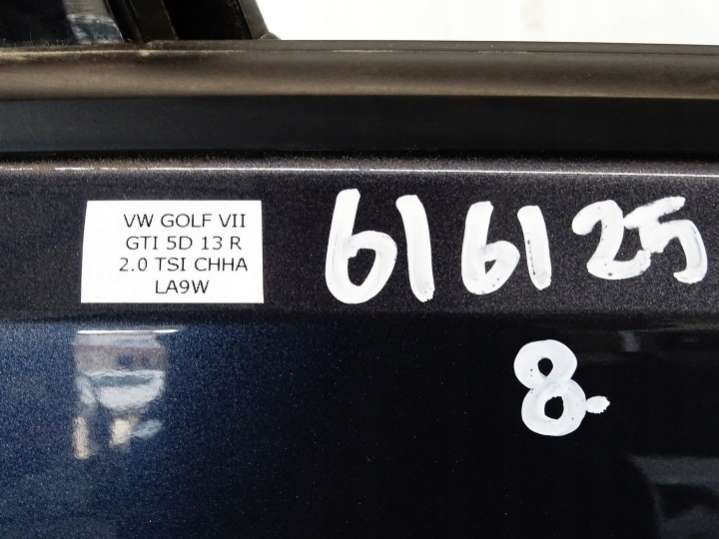 VW GOLF VII
GTI 5D 13 R
2.0 TSI CHHA
LA9W
616125
8.